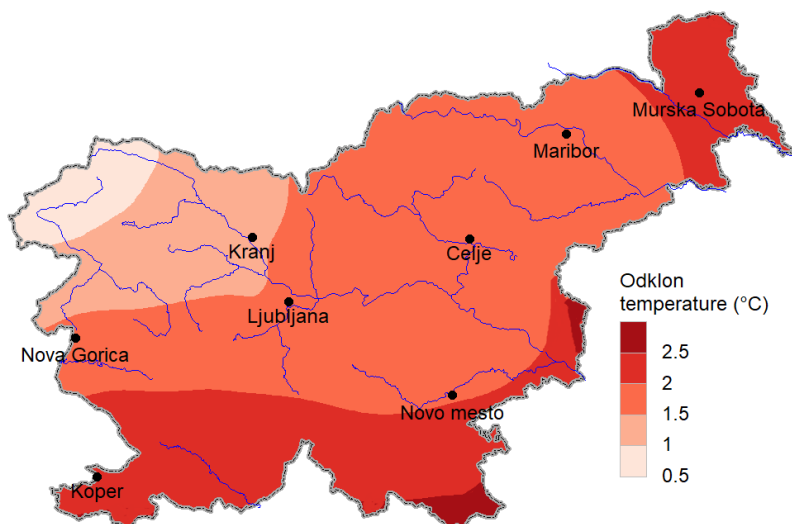 Murska Sobota
Maribor
Kranj
Celje
Ljubljana
Nova Gorica
Novo mesto
Koper
Odklon
temperature (°C)
2.5
2
1.5
1
0.5